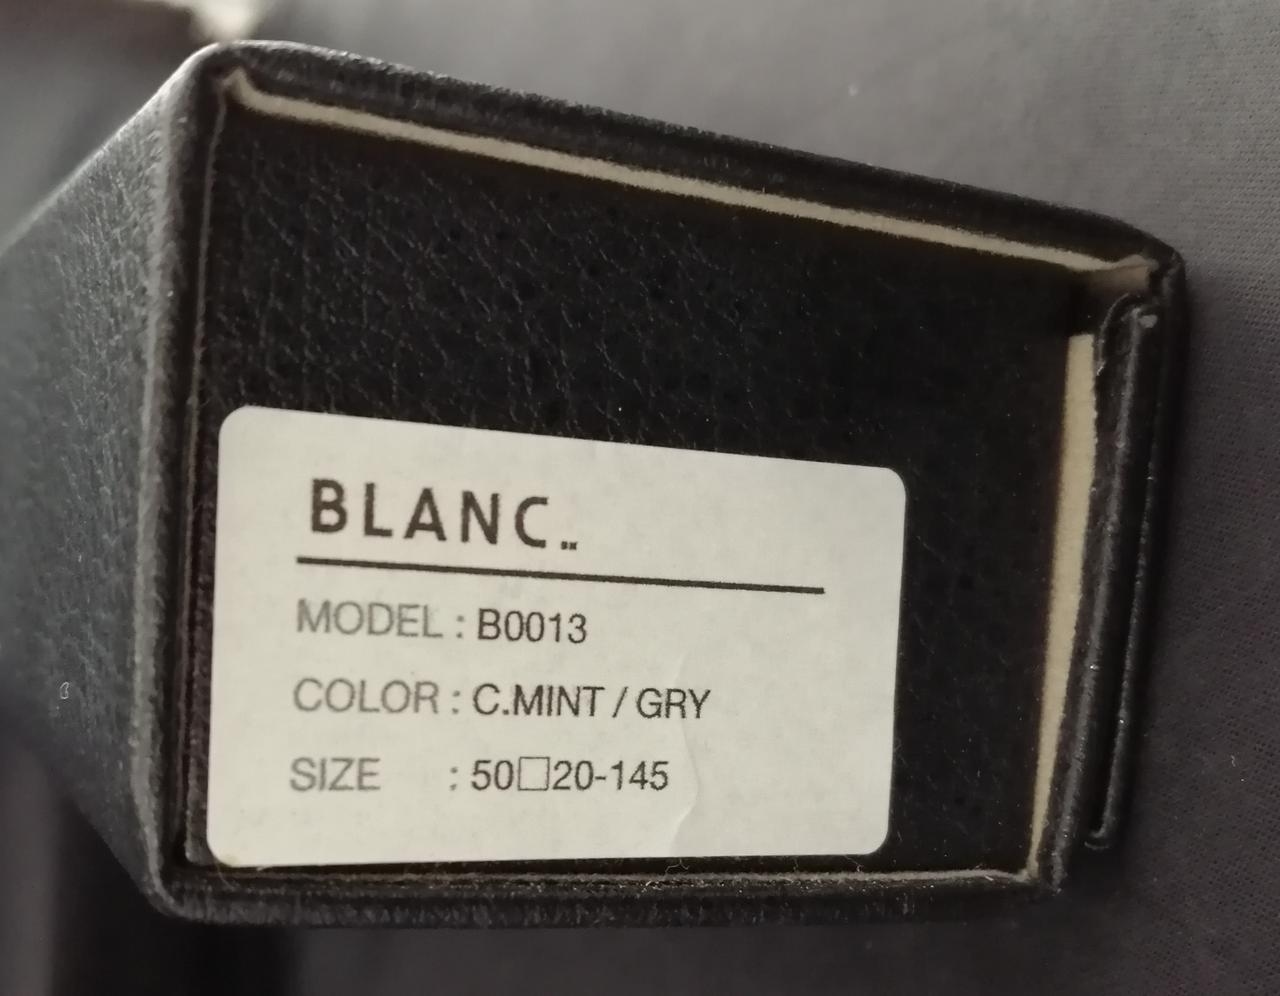 BLANC..
MODEL : B0013
COLOR : C.MINT / GRY
SIZE : 50□20-145